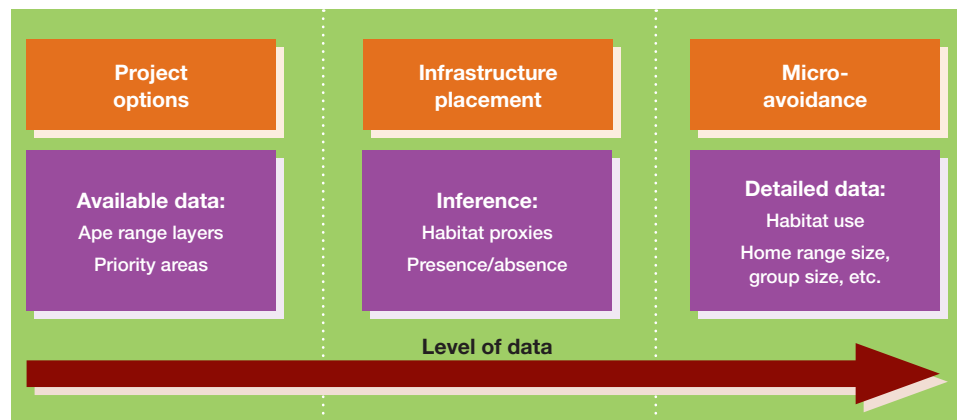 Project
options
Infrastructure
placement
Micro-
avoidance
Available data:
Ape range layers
Priority areas
Inference:
Habitat proxies
Presence/absence
Detailed data:
Habitat use
Home range size,
group size, etc.
Level of data